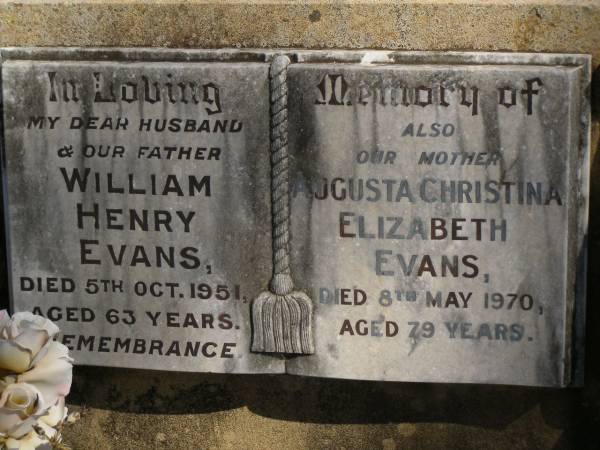 In Loving
MY DEAR HUSBAND
& OUR FATHER
WILLIAM
HENRY
EVANS,
DIED 5TH OCT. 1951,
AGED 63 YEARS.
REMEMBRANCE
Memory of
ALSO
OUR MOTHER
AUGUSTA CHRISTINA
ELIZABETH
EVANS,
DIED 8TH MAY 1970,
AGED 79 YEARS.